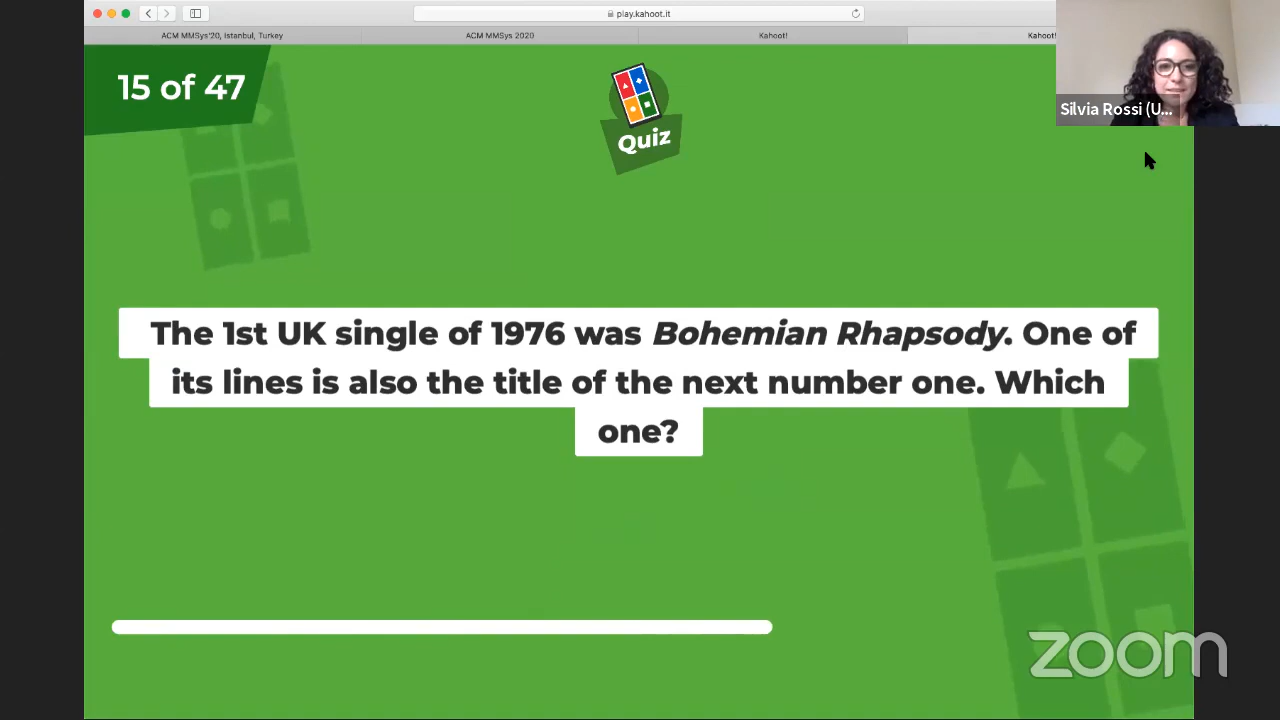 play.kahoot.it
ACM MMSys'20, Istanbul, Turkey
ACM MMSys 2020
Kahoot!
Kahoot!
15 of 47
Quiz
Silvia Rossi (U...
The 1st UK single of 1976 was Bohemian Rhapsody. One of
its lines is also the title of the next number one. Which
one?
zoom